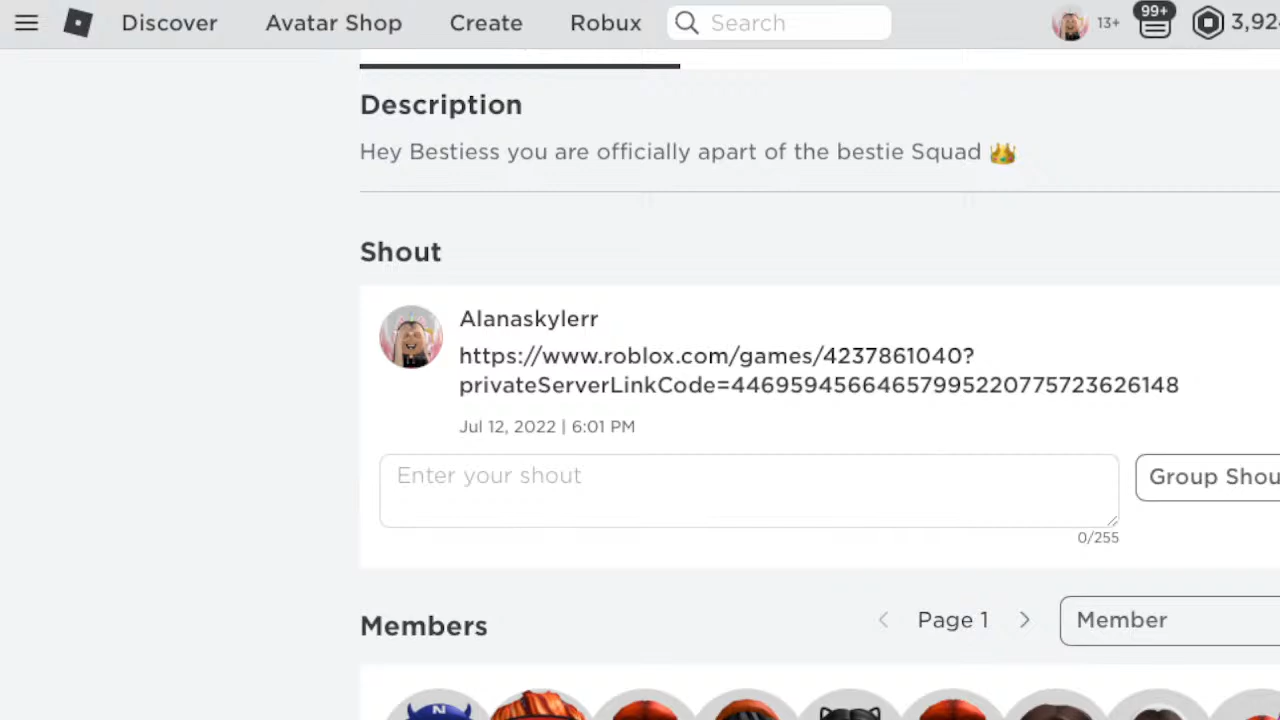 Discover Avatar Shop Create Robux Search 13+ 99+ 3,92
Description
Hey Bestiess you are officially apart of the bestie Squad 👑
Shout
Alanaskylerr
https://www.roblox.com/games/4237861040?
privateServerLinkCode=44695945664657995220775723626148
Jul 12, 2022 | 6:01 PM
Enter your shout
Group Shou
0/255
Members
Page 1
Member
N